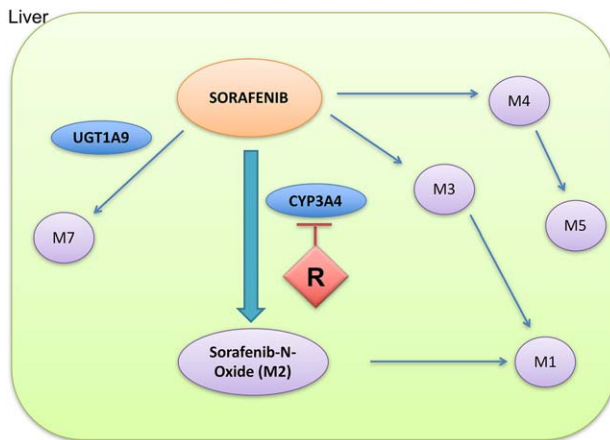 Liver
SORAFENIB
M4
UGT1A9
M3
CYP3A4
M5
M7
R
Sorafenib-N-
Oxide (M2)
M1